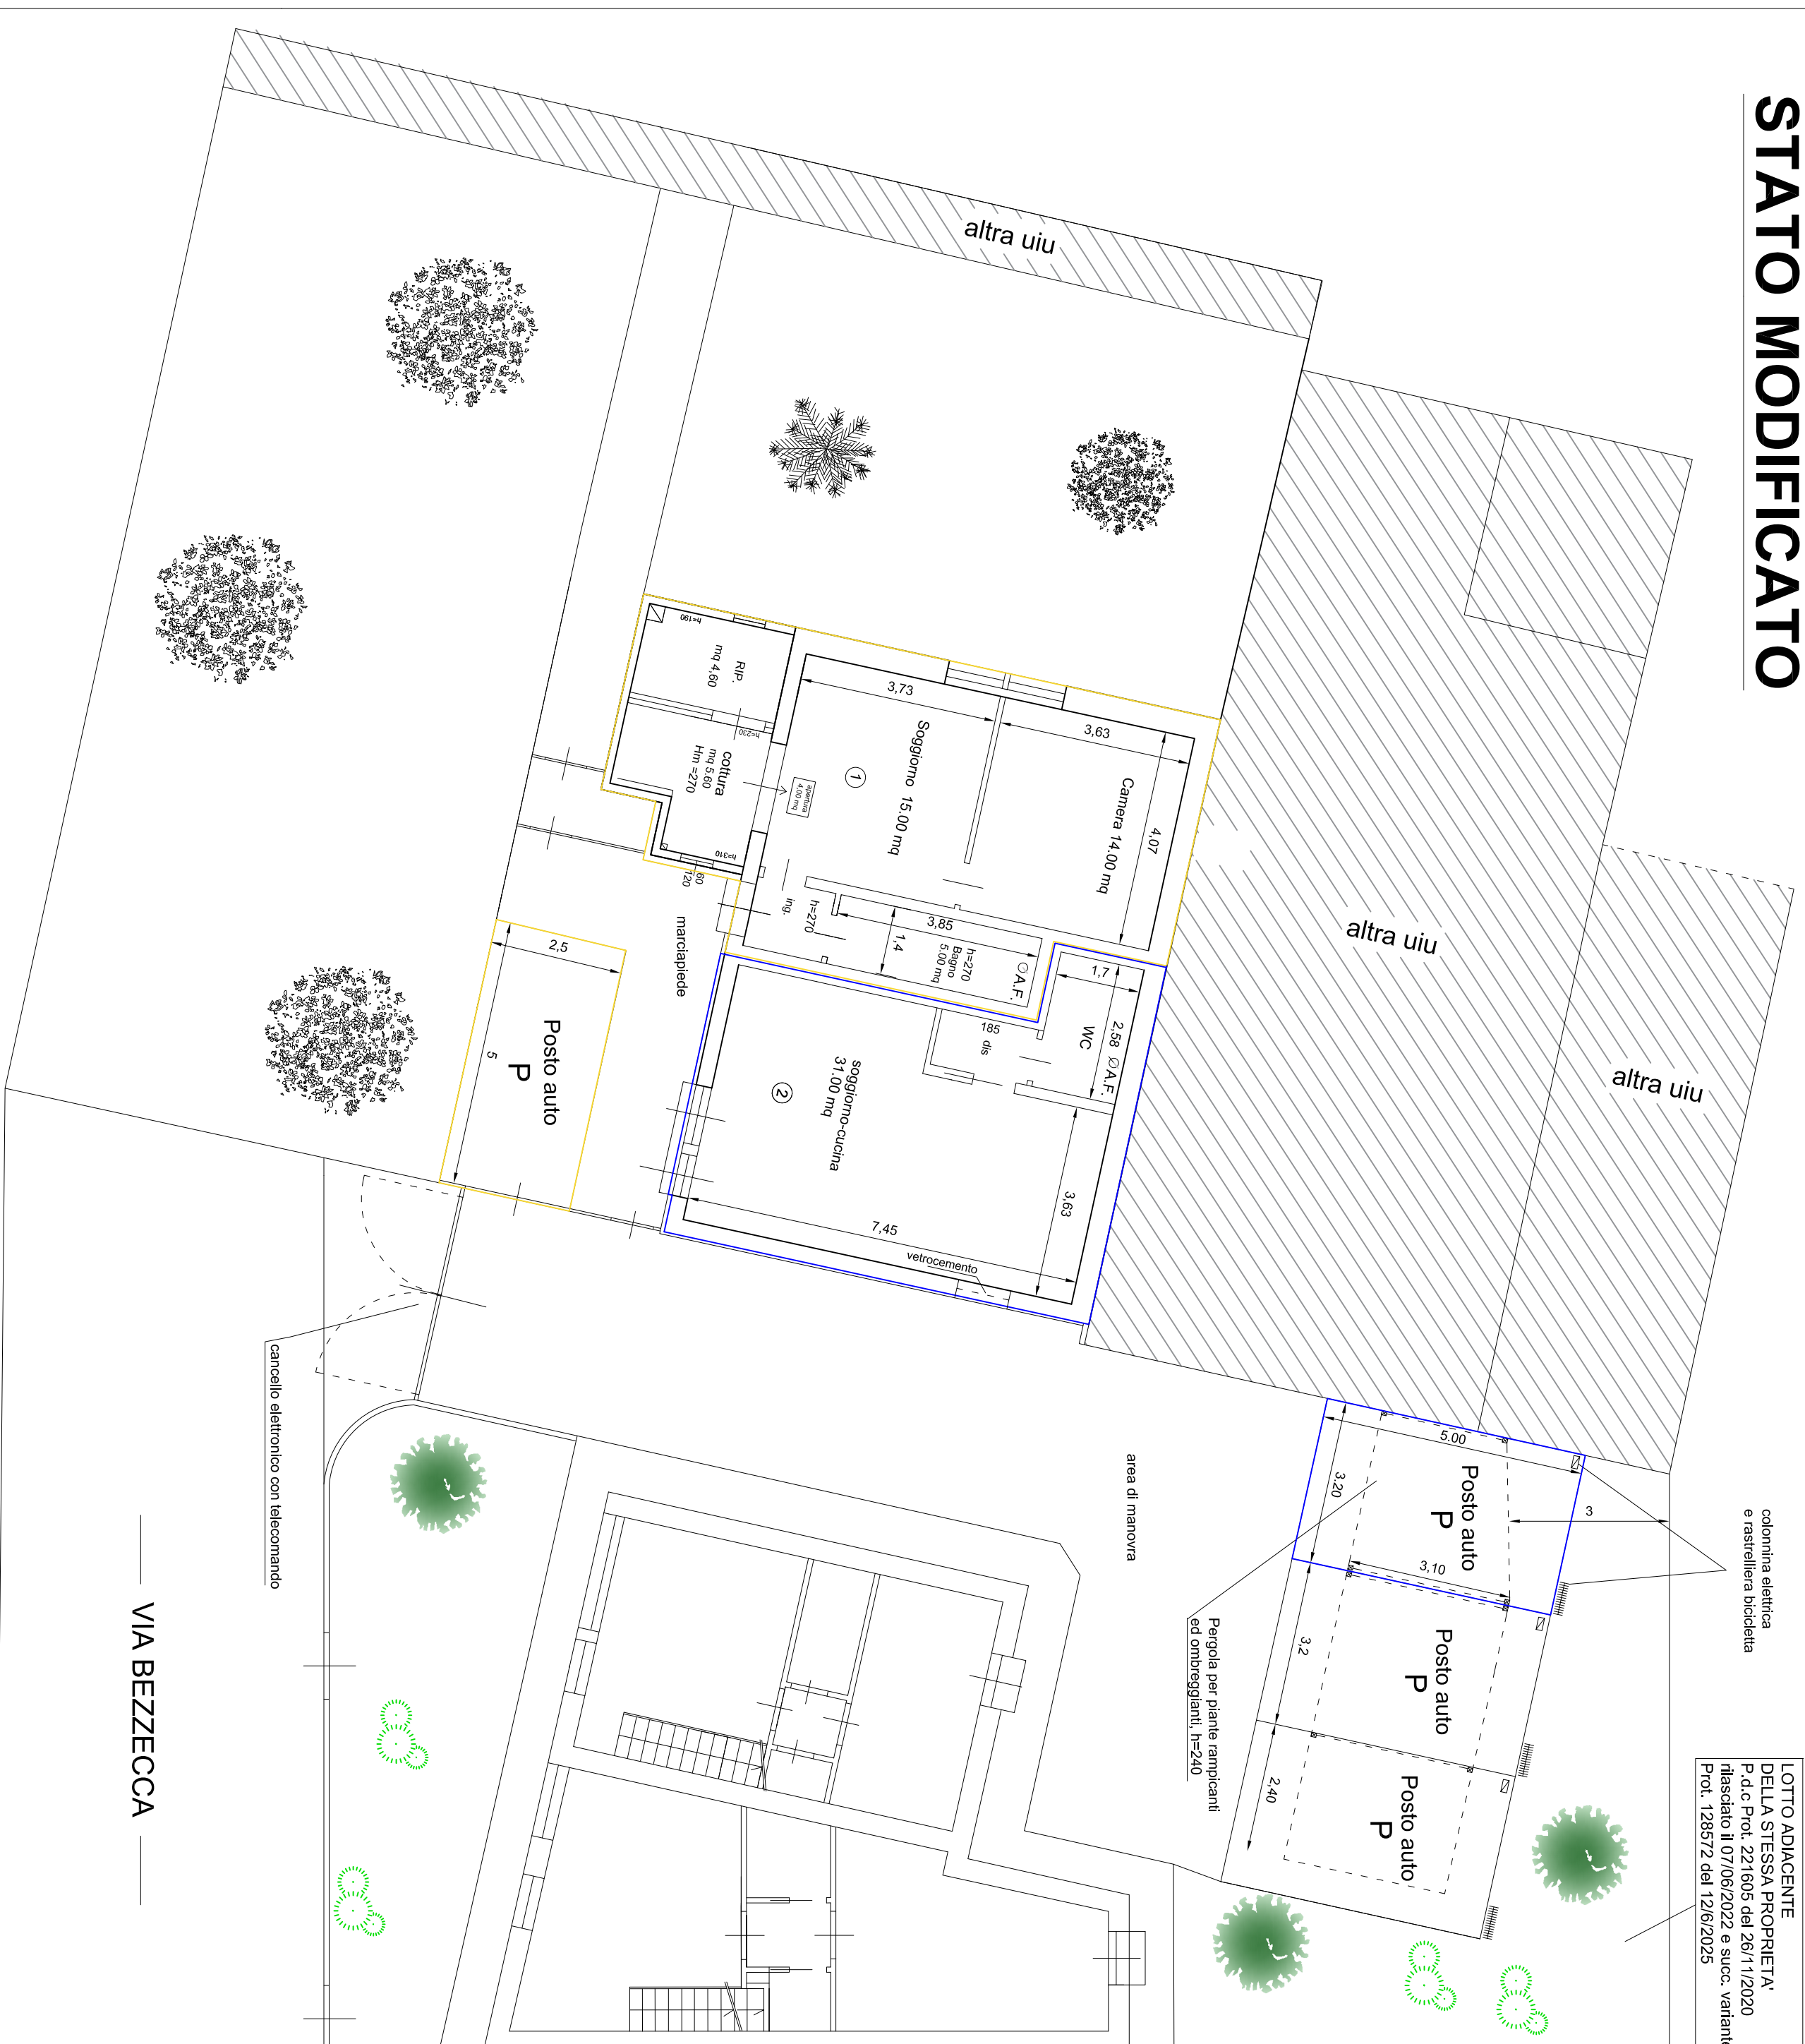 STATO MODIFICATO
altra uiu
altra uiu
altra uiu
RIP.
mq 4,60
h=190
h=230
cottura
mq 5.60
Hm =270
h=310
60
120
apertura
4.00 mq
3,73
Soggiorno 15.00 mq
1
3,63
Camera 14.00 mq
4,07
ing.
h=270
3,85
1,4
h=270
Bagno
5.00 mq
A.F.
1,7
2,58
A.F.
WC
185
dis
soggiorno-cucina
31.00 mq
2
3,63
7,45
vetrocemento
marciapiede
2,5
5
Posto auto
P
cancello elettronico con telecomando
area di manovra
5.00
3.20
Posto auto
P
3
3,10
3,2
Posto auto
P
2,40
Posto auto
P
colonnina elettrica
e rastrelliera bicicletta
Pergola per piante rampicanti
ed ombreggianti, h=240
LOTTO ADIACENTE
DELLA STESSA PROPRIETA'
P.d.c Prot. 221605 del 26/11/2020
rilasciato il 07/06/2022 e succ. variante
Prot. 128572 del 12/6/2025
VIA BEZZECCA